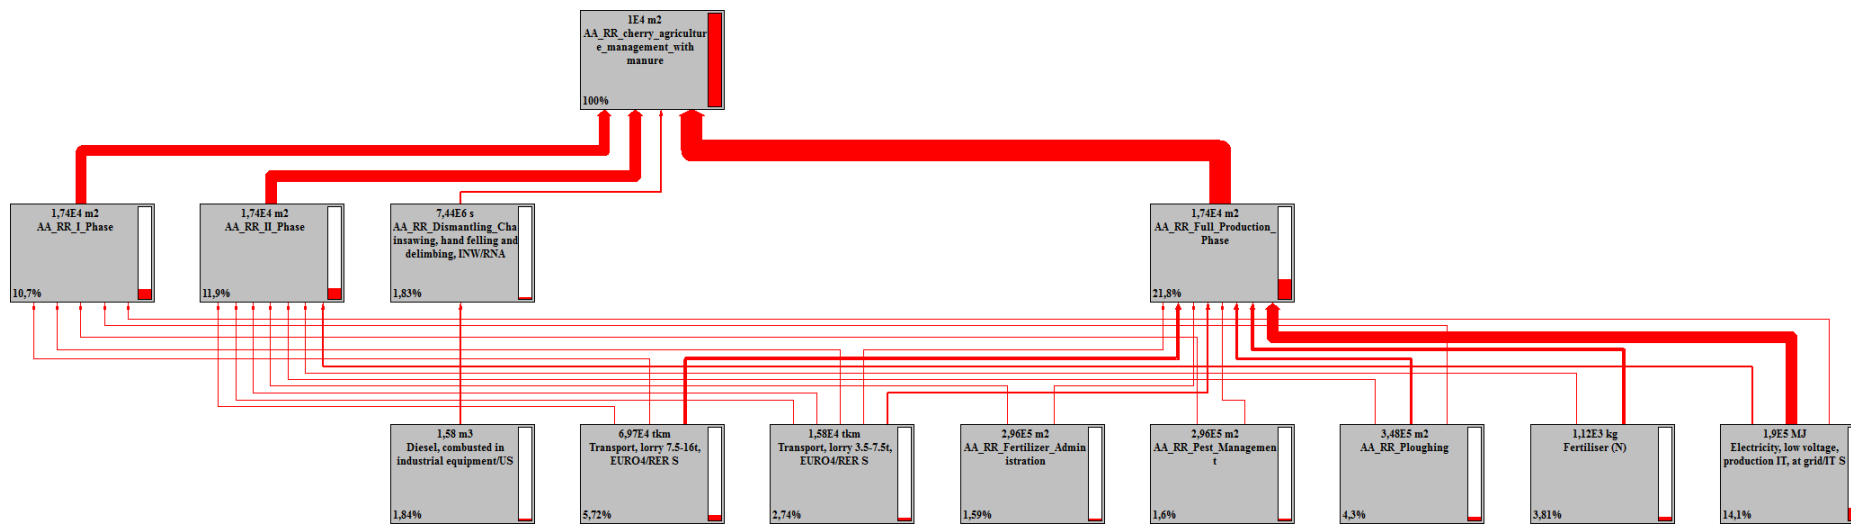 1E4 m2
AA_RR_cherry_agricultur
e_management_with
manure
100%
1,74E4 m2
AA_RR_I_Phase
10,7%
1,74E4 m2
AA_RR_II_Phase
11,9%
7,44E6 s
AA_RR_Dismantling_Cha
insawing, hand felling and
delimbing, INW/RNA
1,83%
1,74E4 m2
AA_RR_Full_Production_
Phase
21,8%
1,58 m3
Diesel, combusted in
industrial equipment/US
1,84%
6,97E4 tkm
Transport, lorry 7.5-16t,
EURO4/RER S
5,72%
1,58E4 tkm
Transport, lorry 3.5-7.5t,
EURO4/RER S
2,74%
2,96E5 m2
AA_RR_Fertilizer_Admi
nistration
1,59%
2,96E5 m2
AA_RR_Pest_Managemen
t
1,6%
3,48E5 m2
AA_RR_Ploughing
4,3%
1,12E3 kg
Fertiliser (N)
3,81%
1,9E5 MJ
Electricity, low voltage,
production IT, at grid/IT S
14,1%